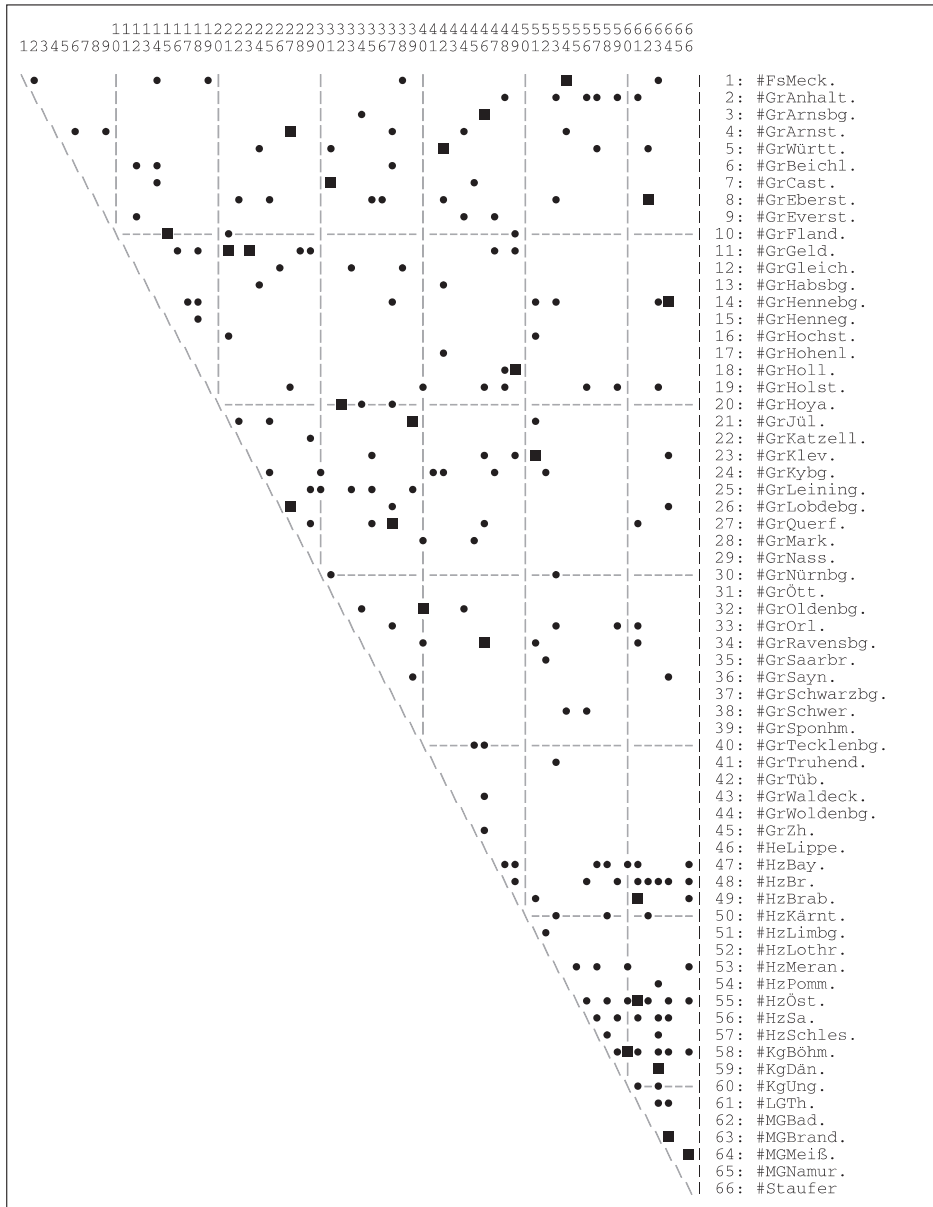 111111111122222222223333333333444444444455555555556666666
123456789012345678901234567890123456789012345678901234567890123456
1: #FsMeck.
2: #GrAnhalt.
3: #GrArnsbg.
4: #GrArnst.
5: #GrWürtt.
6: #GrBeichl.
7: #GrCast.
8: #GrEberst.
9: #GrEverst.
10: #GrFland.
11: #GrGeld.
12: #GrGleich.
13: #GrHabsbg.
14: #GrHennebg.
15: #GrHenneg.
16: #GrHochst.
17: #GrHohenl.
18: #GrHoll.
19: #GrHolst.
20: #GrHoya.
21: #GrJül.
22: #GrKatzell.
23: #GrKlev.
24: #GrKybg.
25: #GrLeining.
26: #GrLobdebg.
27: #GrQuerf.
28: #GrMark.
29: #GrNass.
30: #GrNürnbg.
31: #GrÖtt.
32: #GrOldenbg.
33: #GrOrl.
34: #GrRavensbg.
35: #GrSaarbr.
36: #GrSayn.
37: #GrSchwarzbg.
38: #GrSchwer.
39: #GrSponhm.
40: #GrTecklenbg.
41: #GrTruhend.
42: #GrTüb.
43: #GrWaldeck.
44: #GrWoldenbg.
45: #GrZh.
46: #HeLippe.
47: #HzBay.
48: #HzBr.
49: #HzBrab.
50: #HzKärnt.
51: #HzLimbg.
52: #HzLothr.
53: #HzMeran.
54: #HzPomm.
55: #HzÖst.
56: #HzSa.
57: #HzSchles.
58: #KgBöhm.
59: #KgDän.
60: #KgUng.
61: #LGTh.
62: #MGBad.
63: #MGBrand.
64: #MGMeiß.
65: #MGNamur.
66: #Staufer